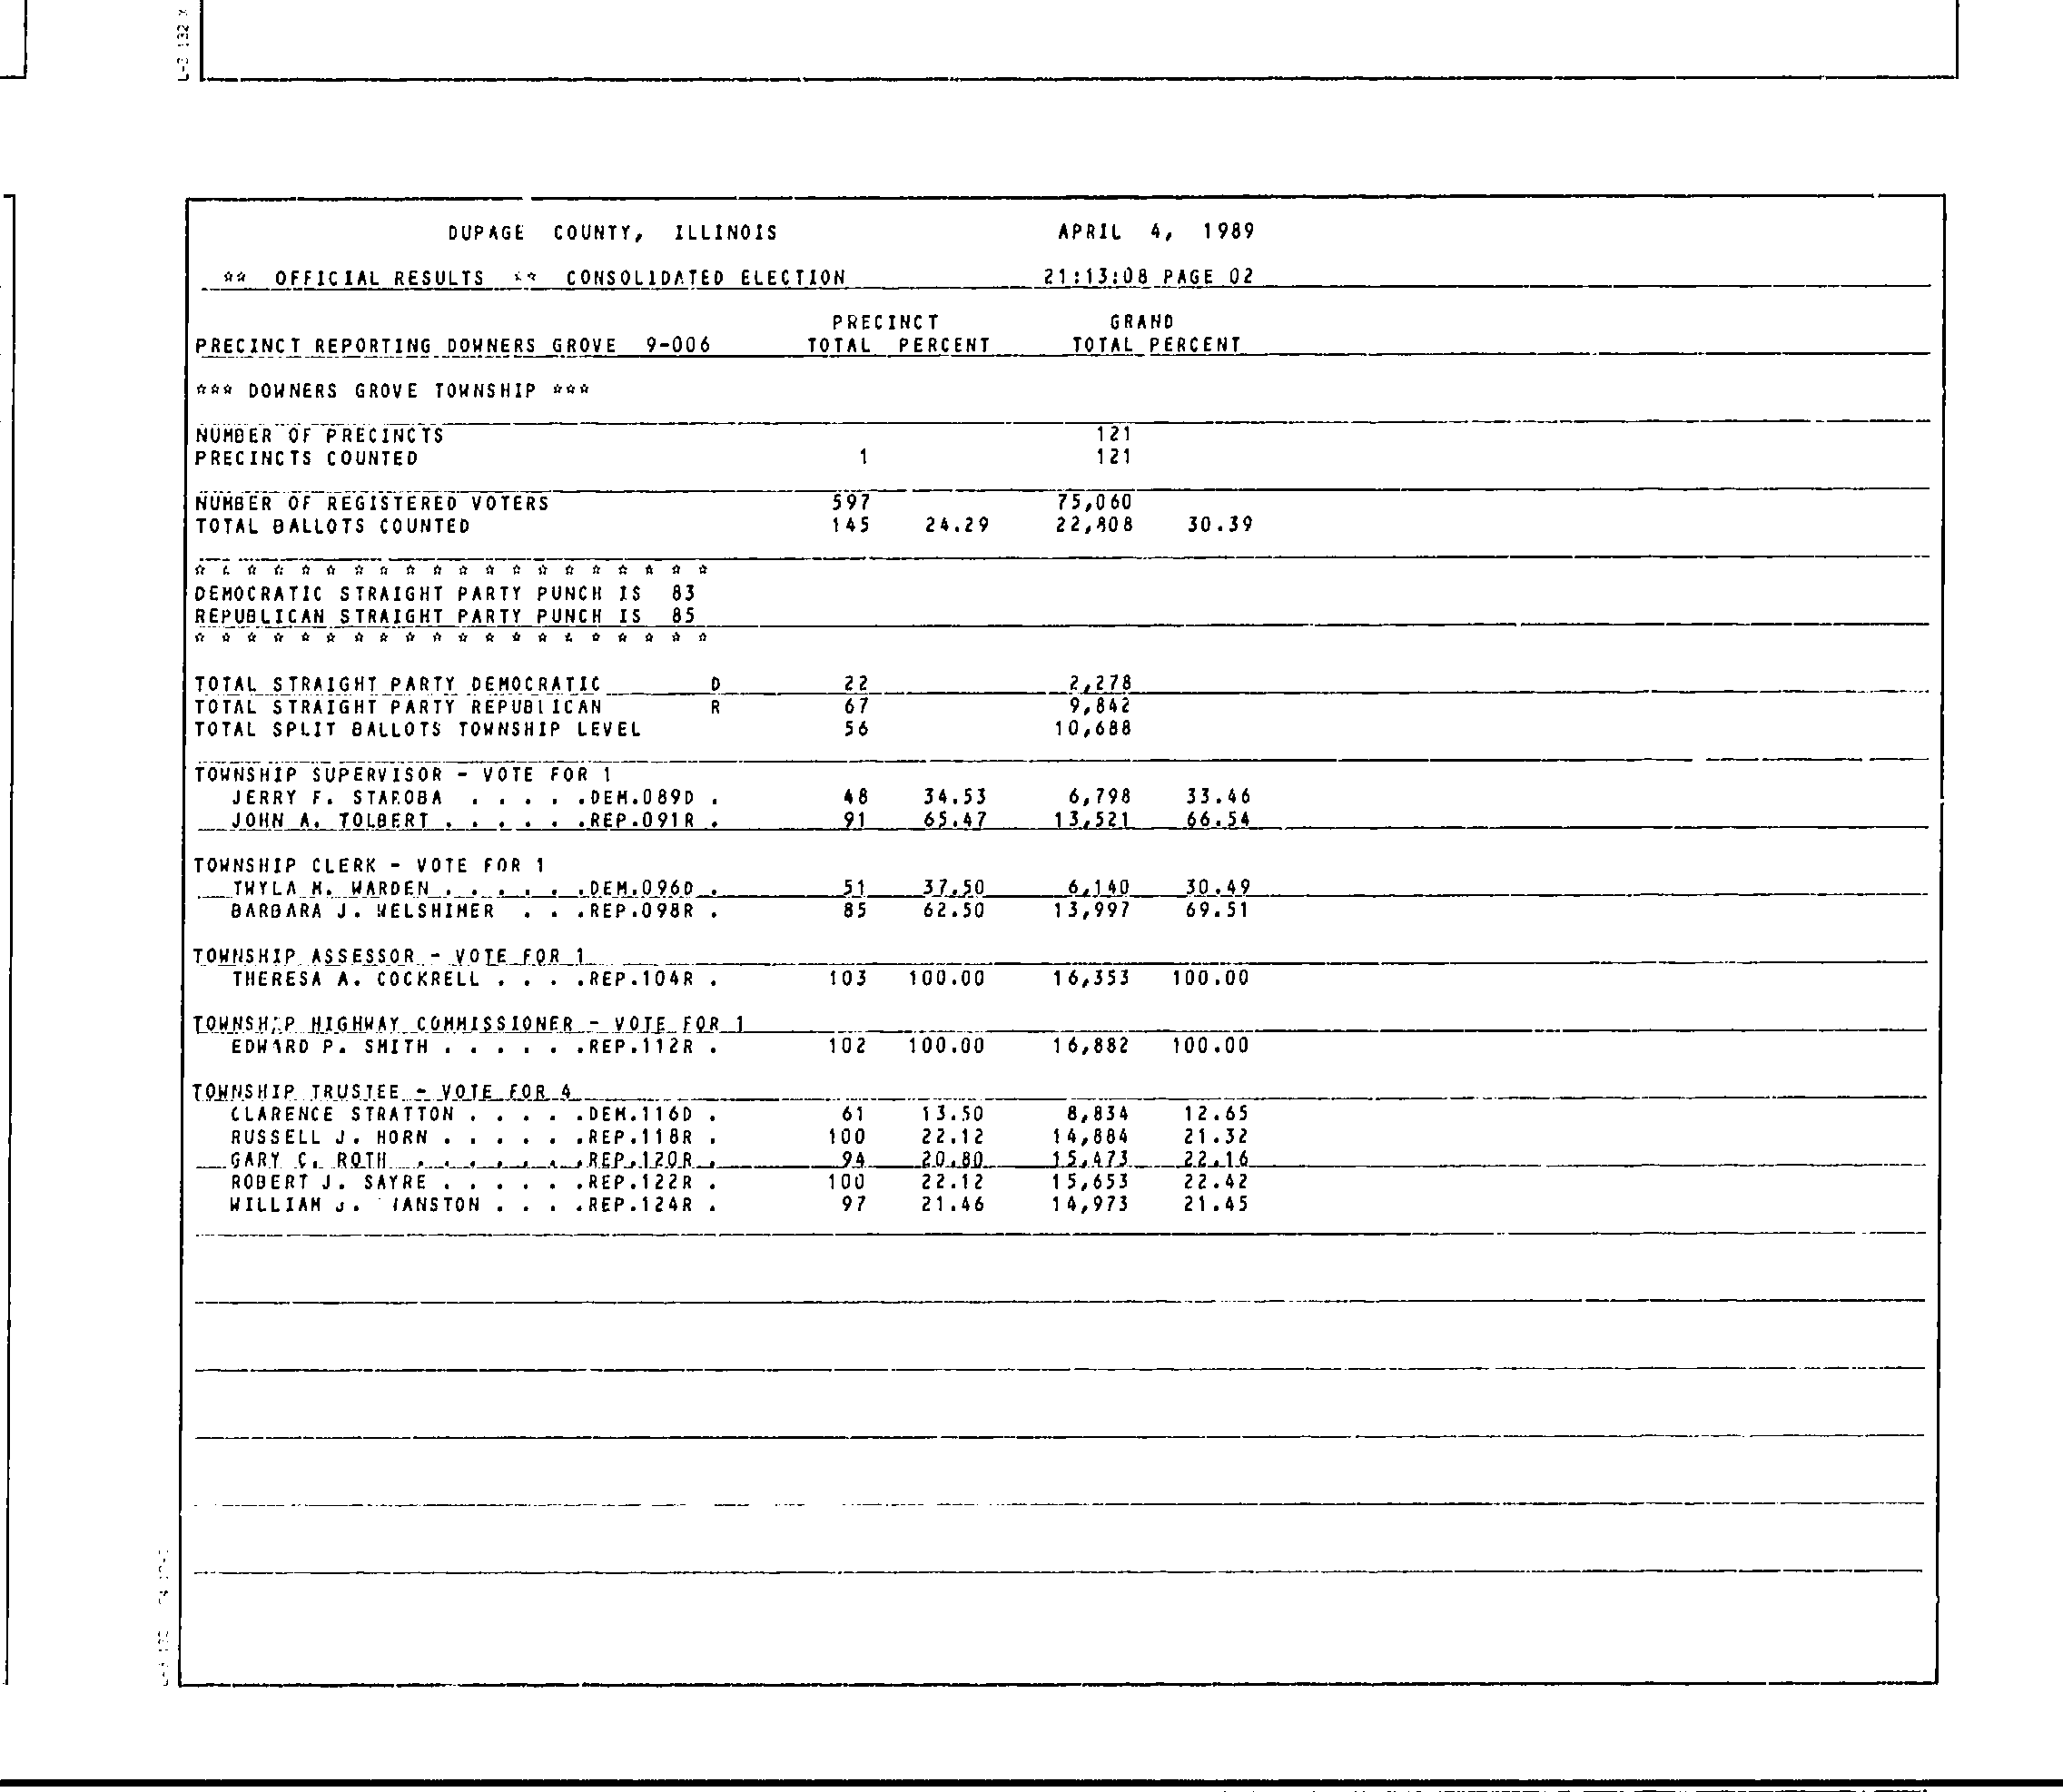 DUPAGE COUNTY, ILLINOIS APRIL 4, 1989
** OFFICIAL RESULTS ** CONSOLIDATED ELECTION 21:13:08 PAGE 02
PRECINCT GRAND
PRECINCT REPORTING DOWNERS GROVE 9-006 TOTAL PERCENT TOTAL PERCENT
*** DOWNERS GROVE TOWNSHIP ***
NUMBER OF PRECINCTS 121
PRECINCTS COUNTED 1 121
NUMBER OF REGISTERED VOTERS 597 75,060
TOTAL BALLOTS COUNTED 145 24.29 22,808 30.39
* * * * * * * * * * * * * * * * * * * *
DEMOCRATIC STRAIGHT PARTY PUNCH IS 83
REPUBLICAN STRAIGHT PARTY PUNCH IS 85
* * * * * * * * * * * * * * * * * * * *
TOTAL STRAIGHT PARTY DEMOCRATIC D 22 2,278
TOTAL STRAIGHT PARTY REPUBLICAN R 67 9,842
TOTAL SPLIT BALLOTS TOWNSHIP LEVEL 56 10,688
TOWNSHIP SUPERVISOR - VOTE FOR 1
JERRY F. STAROBA . . . . .DEM.089D . 48 34.53 6,798 33.46
JOHN A. TOLBERT . . . . . .REP.091R . 91 65.47 13,521 66.54
TOWNSHIP CLERK - VOTE FOR 1
TWYLA M. WARDEN . . . . . .DEM.096D . 51 37.50 6,140 30.49
BARBARA J. WELSHIMER . . .REP.098R . 85 62.50 13,997 69.51
TOWNSHIP ASSESSOR - VOTE FOR 1
THERESA A. COCKRELL . . . .REP.104R . 103 100.00 16,353 100.00
TOWNSHIP HIGHWAY COMMISSIONER - VOTE FOR 1
EDWARD P. SMITH . . . . . .REP.112R . 102 100.00 16,882 100.00
TOWNSHIP TRUSTEE - VOTE FOR 4
CLARENCE STRATTON . . . . .DEM.116D . 61 13.50 8,834 12.65
RUSSELL J. HORN . . . . . .REP.118R . 100 22.12 14,884 21.32
GARY C. ROTH . . . . . . .REP.120R . 94 20.80 15,473 22.16
ROBERT J. SAYRE . . . . . .REP.122R . 100 22.12 15,653 22.42
WILLIAM J. . . . .REP.124R . 97 21.46 14,973 21.45